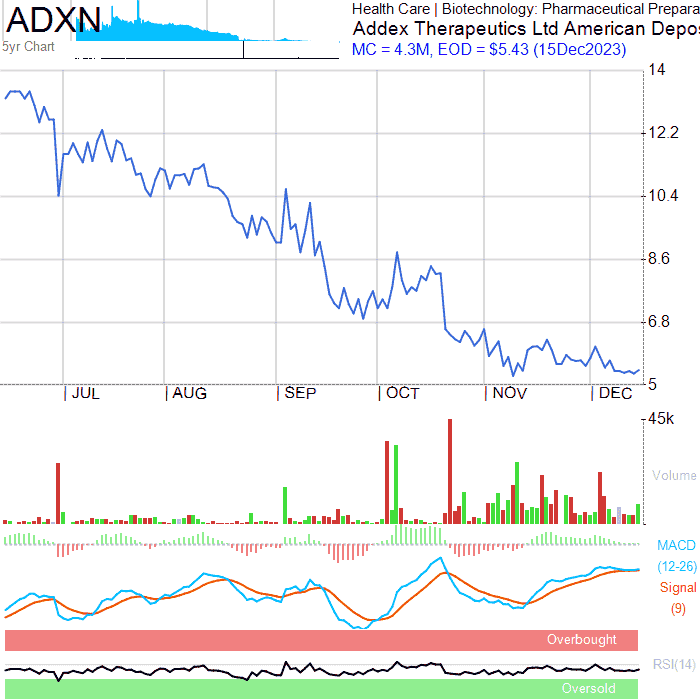 ADXN
5yr Chart
Health Care | Biotechnology: Pharmaceutical Prepara
Addex Therapeutics Ltd American Depos
MC = 4.3M, EOD = $5.43 (15Dec2023)
14
12.2
10.4
8.6
6.8
5
JUL AUG SEP OCT NOV DEC
45k
Volume
MACD
(12-26)
Signal
(9)
Overbought
RSI(14)
Oversold